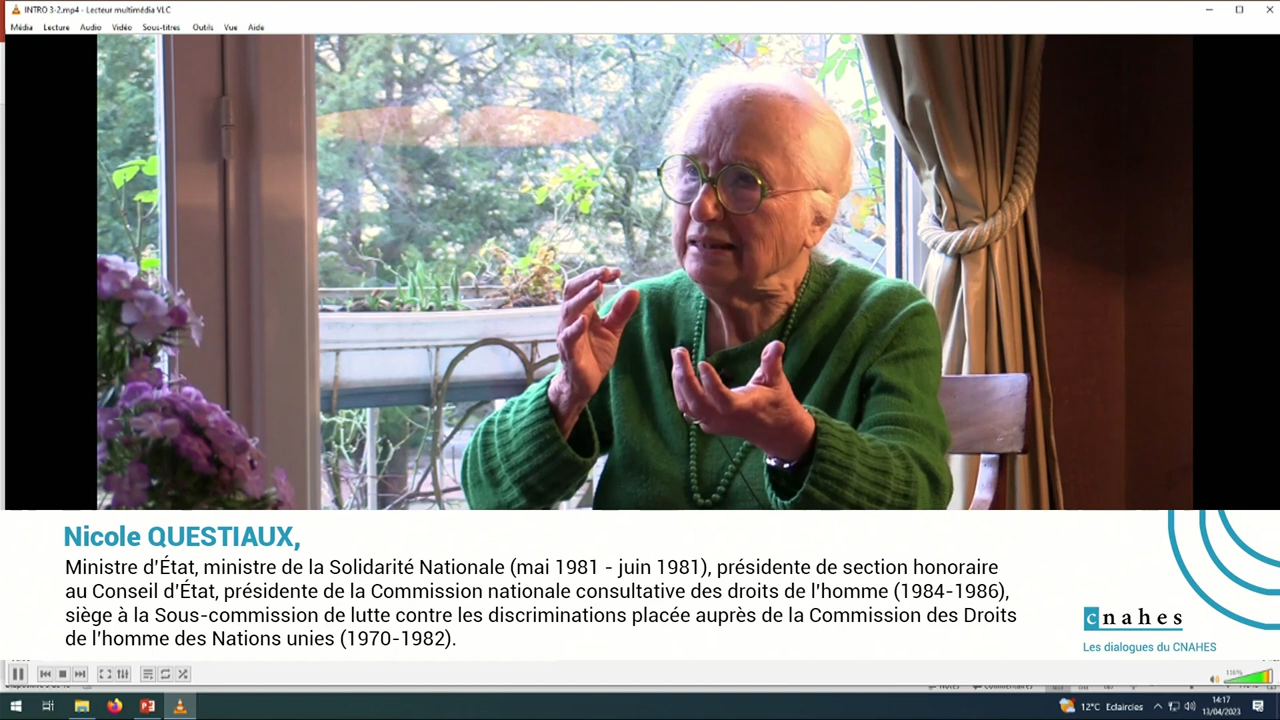 INTRO 3-2.mp4 - Lecteur multimédia VLC
Média Lecture Audio Vidéo Sous-titres Outils Vue Aide
Nicole QUESTIAUX,
Ministre d'État, ministre de la Solidarité Nationale (mai 1981 - juin 1981), présidente de section honoraire
au Conseil d'État, présidente de la Commission nationale consultative des droits de l'homme (1984-1986),
siège à la Sous-commission de lutte contre les discriminations placée auprès de la Commission des Droits
de l'homme des Nations unies (1970-1982).
cnahes
Les dialogues du CNAHES
116%
12°C Eclaircies
14:17
13/04/2023